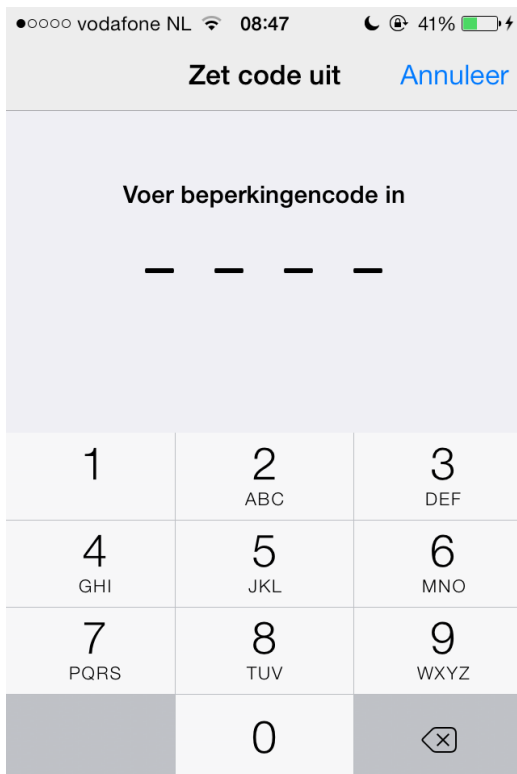 vodafone NL 08:47 41%
Zet code uit Annuleer
Voer beperkingencode in
1 2 3
ABC DEF
4 5 6
GHI JKL MNO
7 8 9
PQRS TUV WXYZ
0